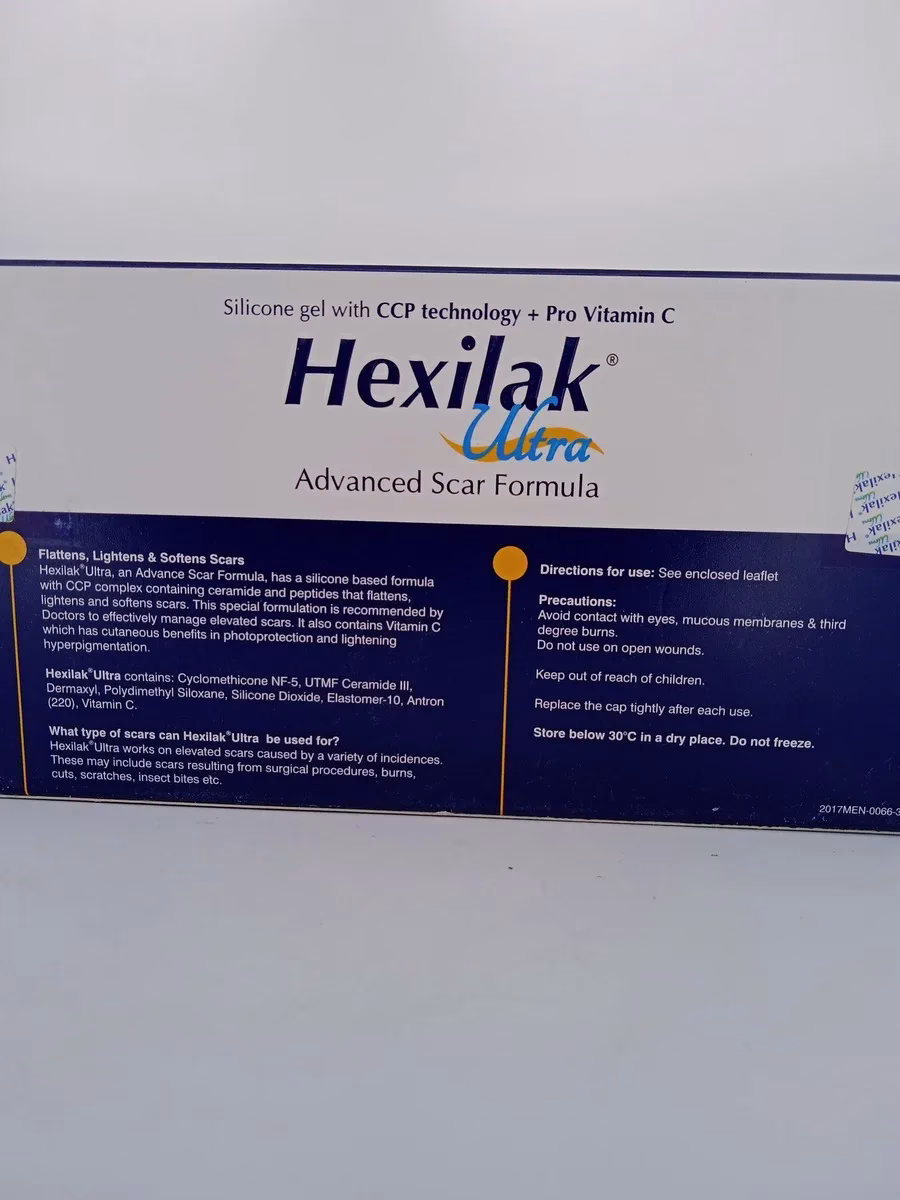 Silicone gel with CCP technology + Pro Vitamin C
Hexilak®
Ultra
Advanced Scar Formula
Flattens, Lightens & Softens Scars
Hexilak®Ultra, an Advance Scar Formula, has a silicone based formula
with CCP complex containing ceramide and peptides that flattens,
lightens and softens scars. This special formulation is recommended by
Doctors to effectively manage elevated scars. It also contains Vitamin C
which has cutaneous benefits in photoprotection and lightening
hyperpigmentation.
Hexilak®Ultra contains: Cyclomethicone NF-5, UTMF Ceramide III,
Dermaxyl, Polydimethyl Siloxane, Silicone Dioxide, Elastomer-10, Antron
(220), Vitamin C.
What type of scars can Hexilak®Ultra be used for?
Hexilak®Ultra works on elevated scars caused by a variety of incidences.
These may include scars resulting from surgical procedures, burns,
cuts, scratches, insect bites etc.
Directions for use: See enclosed leaflet
Precautions:
Avoid contact with eyes, mucous membranes & third
degree burns.
Do not use on open wounds.
Keep out of reach of children.
Replace the cap tightly after each use.
Store below 30°C in a dry place. Do not freeze.
2017MEN-0066-3